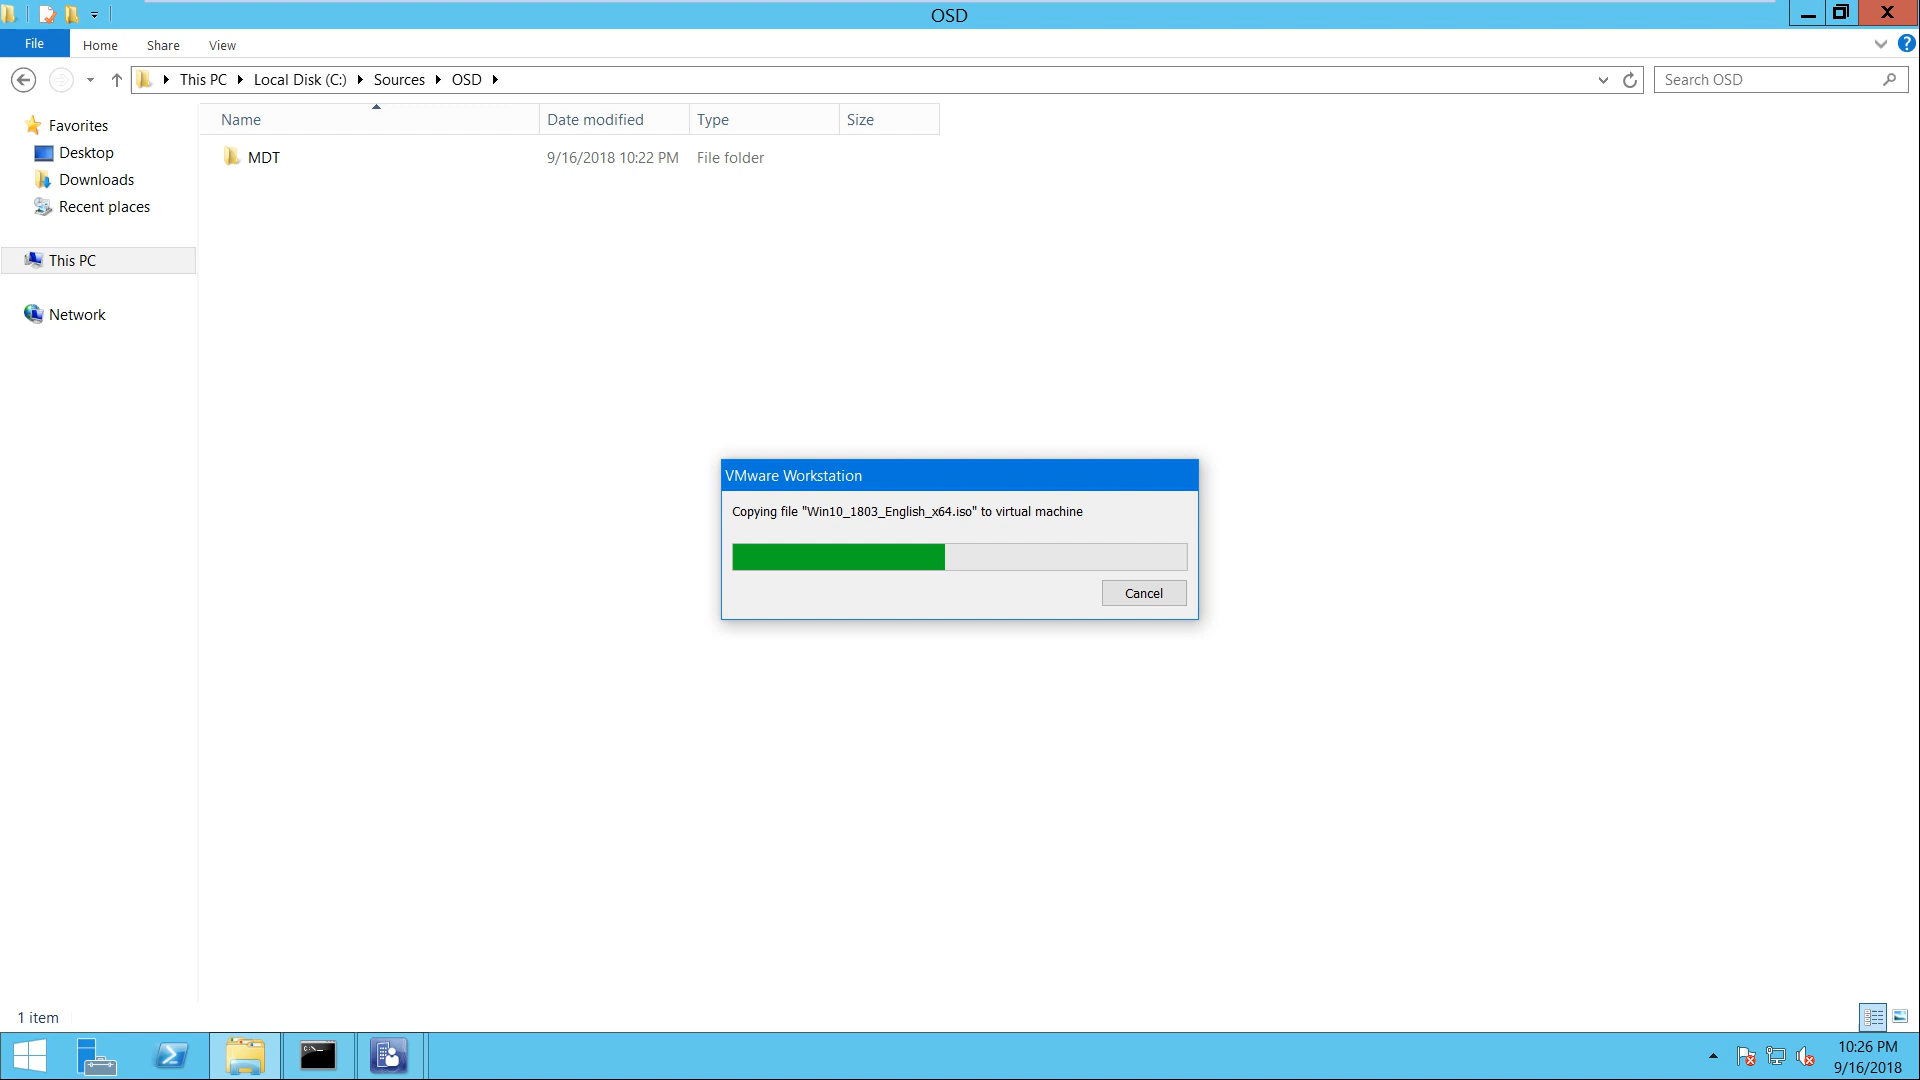 OSD
File
Home
Share
View
This PC
Local Disk (C:)
Sources
OSD
Search OSD
Favorites
Desktop
Downloads
Recent places
This PC
Network
Name
Date modified
Type
Size
MDT
9/16/2018 10:22 PM
File folder
VMware Workstation
Copying file "Win10_1803_English_x64.iso" to virtual machine
Cancel
1 item
10:26 PM
9/16/2018